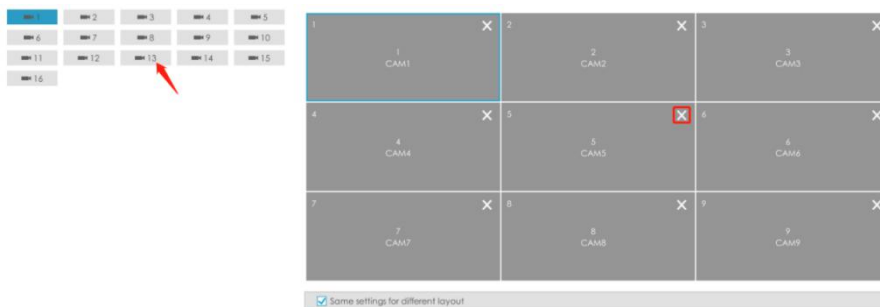 1 2 3 4 5
6 7 8 9 10
11 12 13 14 15
16
1 2 3
1 2 3
CAM1 CAM2 CAM3
4 5 6
4 5 6
CAM4 CAM5 CAM6
7 8 9
7 8 9
CAM7 CAM8 CAM9
Same settings for different layout